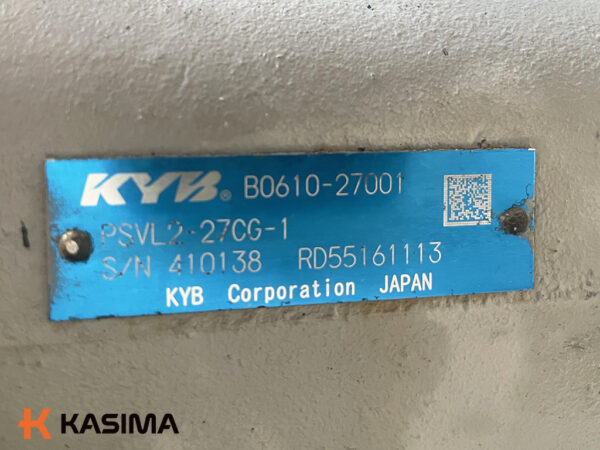 KYB® B0610-27001
PSVL2-27CG-1
S/N 410138 RD55161113
KYB Corporation JAPAN
KASIMA